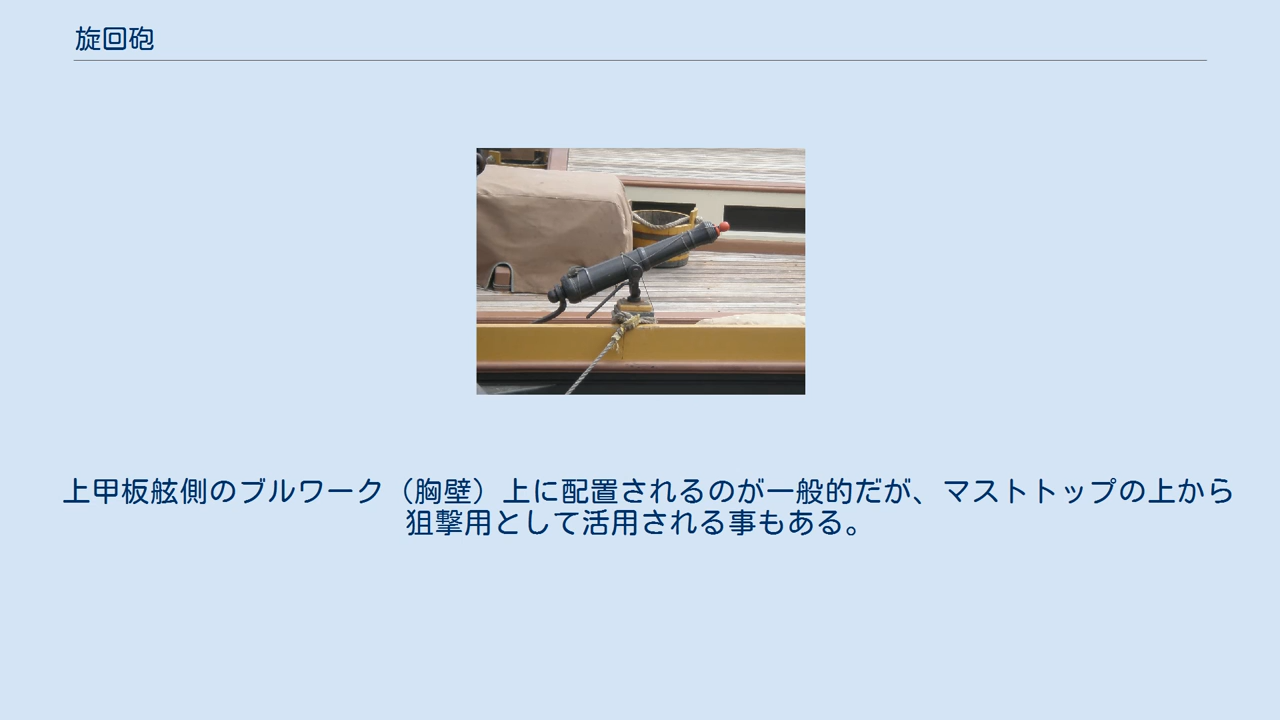 旋回砲
上甲板舷側のブルワーク（胸壁）上に配置されるのが一般的だが、マストトップの上から
狙撃用として活用される事もある。